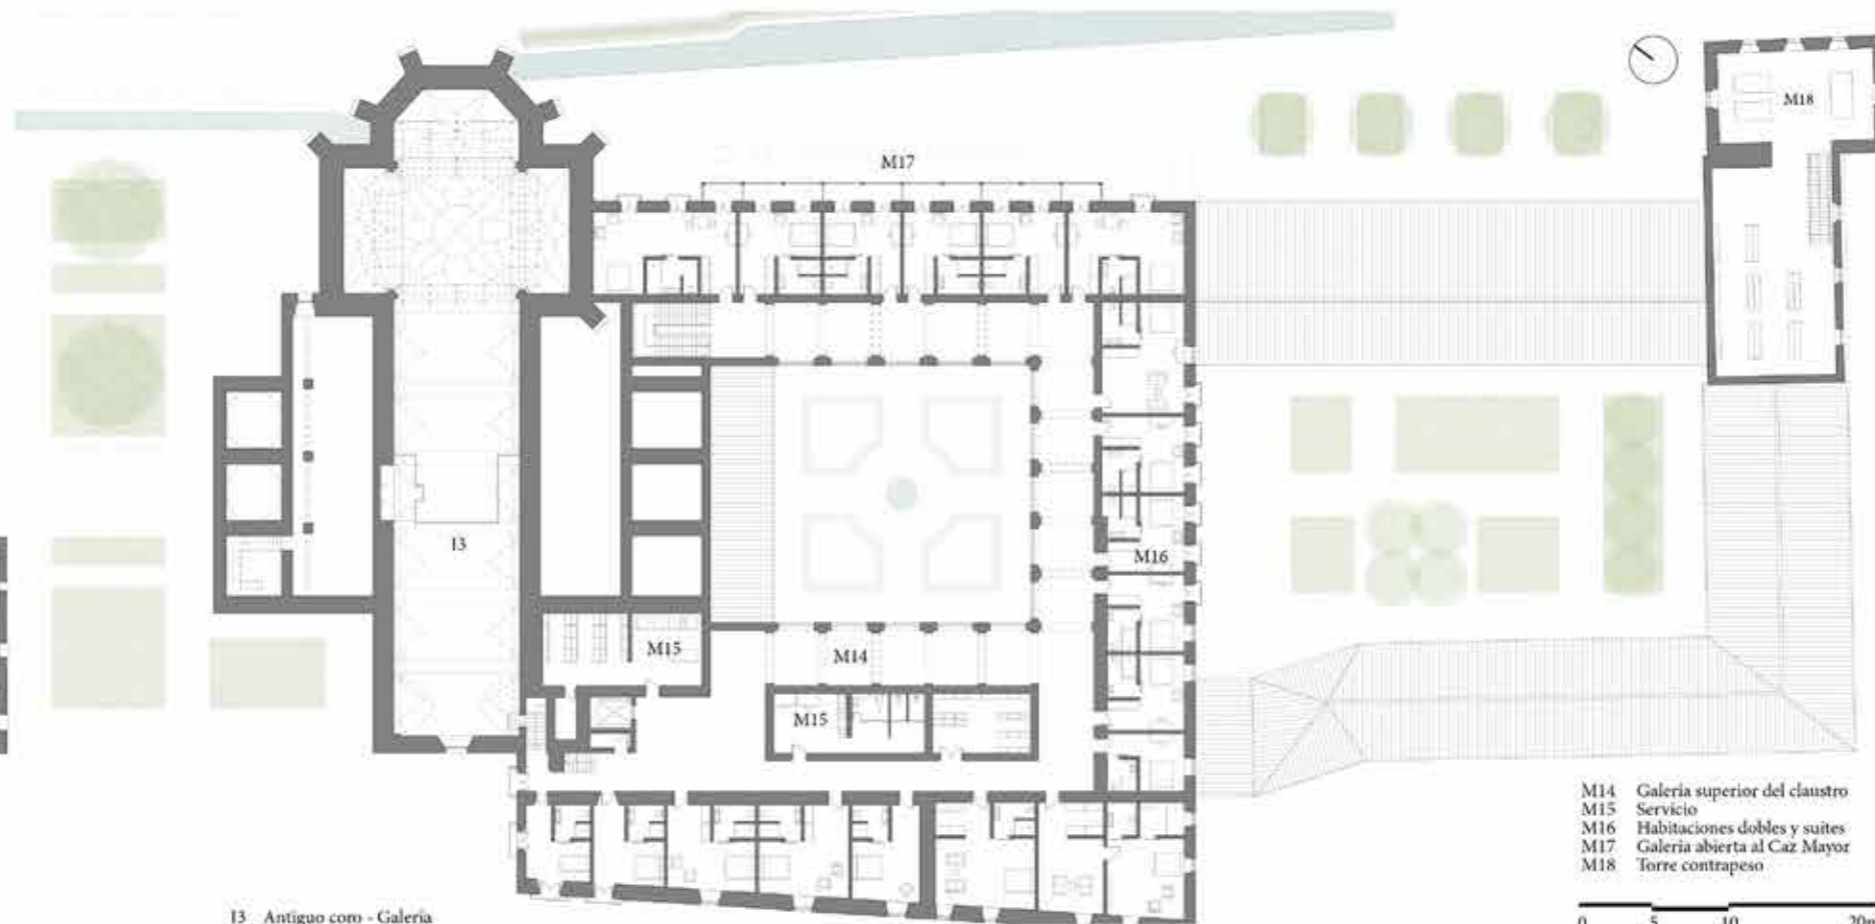 M18
M17
M16
I3
M15
M14
M15
M14 Galería superior del claustro
M15 Servicio
M16 Habitaciones dobles y suites
M17 Galería abierta al Caz Mayor
M18 Torre contrapeso
I3 Antiguo coro - Galería
0 5 10 20m